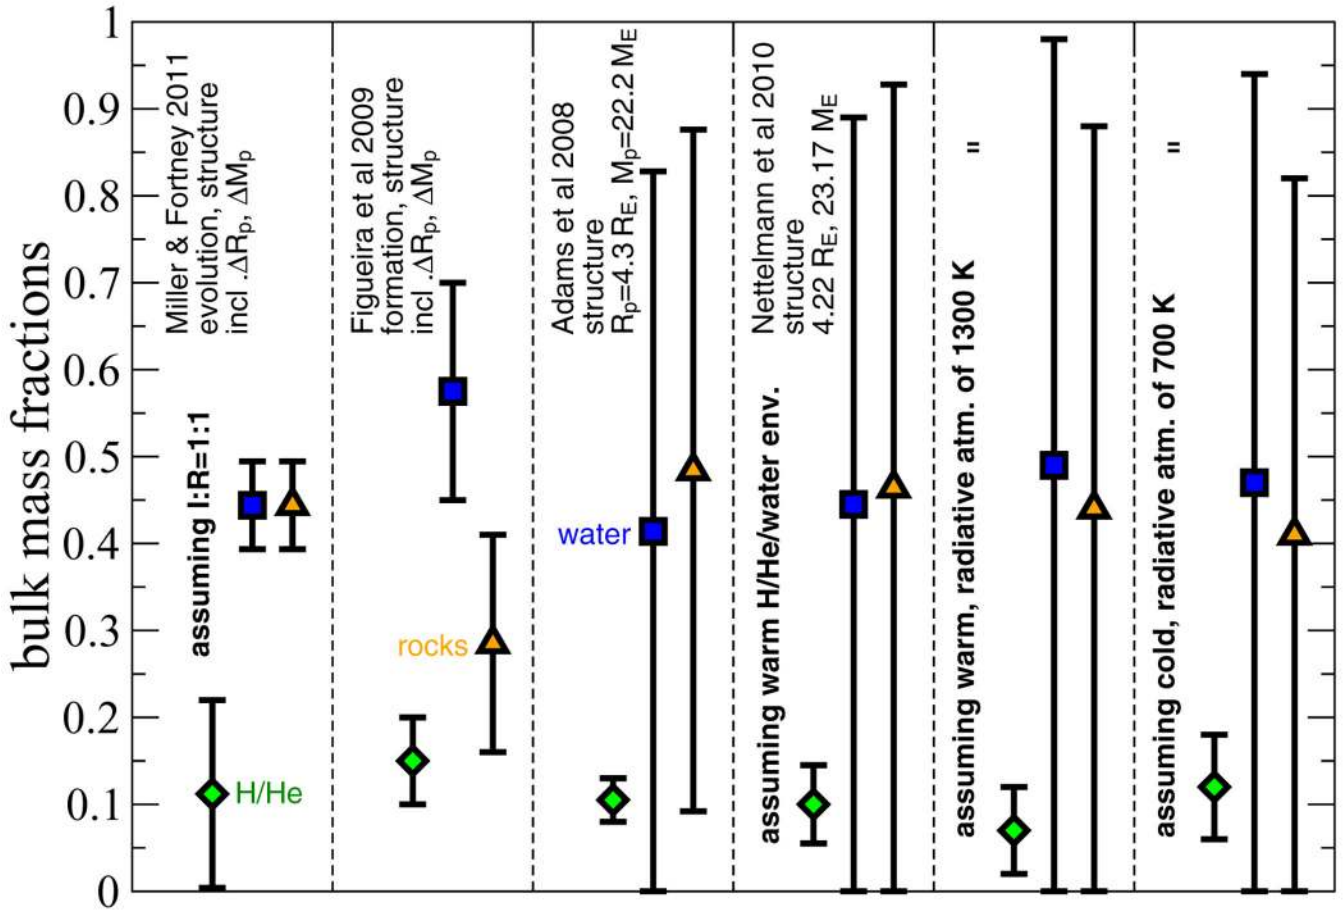 bulk mass fractions
1
0.9
0.8
0.7
0.6
0.5
0.4
0.3
0.2
0.1
0
Miller & Fortney 2011
evolution, structure
incl .ΔRp, ΔMp
assuming I:R=1:1
H/He
Figueira et al 2009
formation, structure
incl .ΔRp, ΔMp
rocks
Adams et al 2008
structure
Rp=4.3 RE, Mp=22.2 ME
water
Nettelmann et al 2010
structure
4.22 RE, 23.17 ME
assuming warm H/He/water env.
"
assuming warm, radiative atm. of 1300 K
"
assuming cold, radiative atm. of 700 K